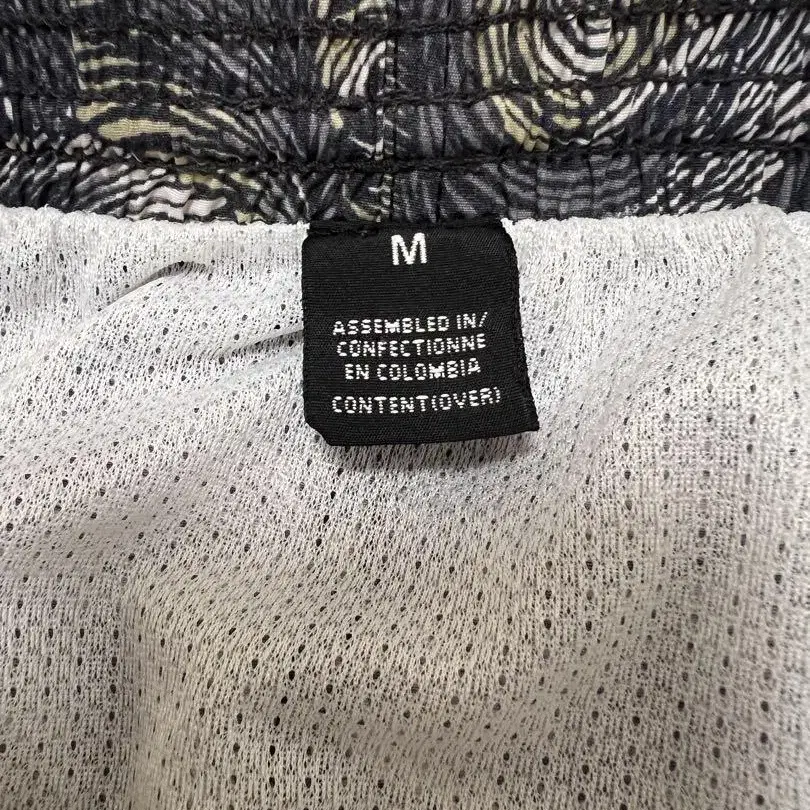 M
ASSEMBLED IN/
CONFECTIONNE
EN COLOMBIA
CONTENT(OVER)